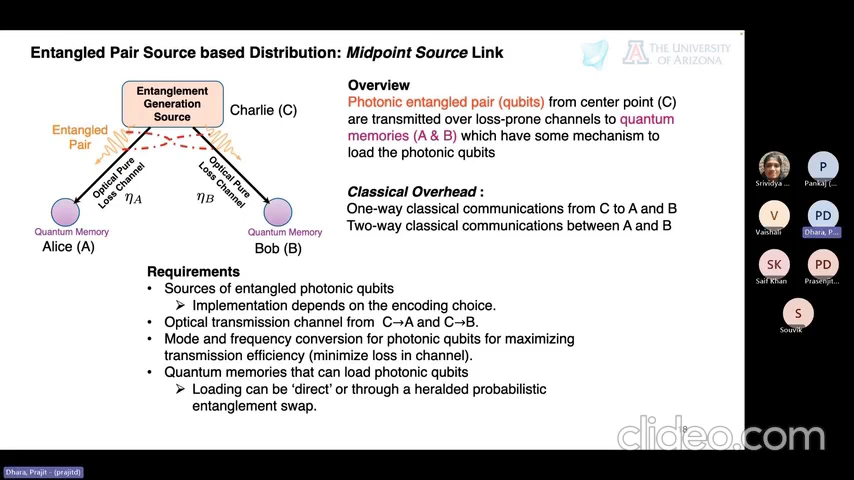 Entangled Pair Source based Distribution: Midpoint Source Link
THE UNIVERSITY
OF ARIZONA
Entanglement
Generation
Source
Charlie (C)
Entangled
Pair
Optical Pure
Loss Channel
Optical Pure
Loss Channel
ηA
ηB
Quantum Memory
Alice (A)
Quantum Memory
Bob (B)
Overview
Photonic entangled pair (qubits) from center point (C)
are transmitted over loss-prone channels to quantum
memories (A & B) which have some mechanism to
load the photonic qubits
Classical Overhead :
One-way classical communications from C to A and B
Two-way classical communications between A and B
Requirements
• Sources of entangled photonic qubits
➢ Implementation depends on the encoding choice.
• Optical transmission channel from C→A and C→B.
• Mode and frequency conversion for photonic qubits for maximizing
transmission efficiency (minimize loss in channel).
• Quantum memories that can load photonic qubits
➢ Loading can be ‘direct’ or through a heralded probabilistic
entanglement swap.
18
clideo.com
Srividya ...
P
Pankaj (...
V
Vaishali
PD
Dhara, P...
SK
Saif Khan
PD
Prasenjit...
S
Souvik
Dhara, Prajit - (prajitd)